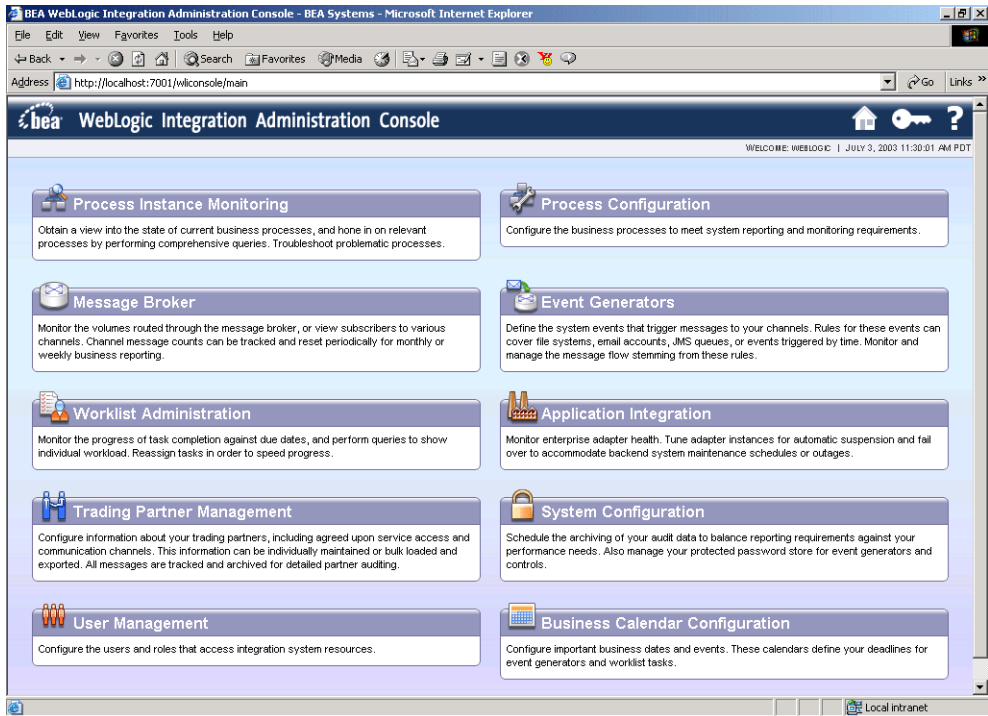 BEA WebLogic Integration Administration Console - BEA Systems - Microsoft Internet Explorer
File Edit View Favorites Tools Help
Back Search Favorites Media
Address http://localhost:7001/wliconsole/main Go Links »
bea WebLogic Integration Administration Console ?
WELCOME: WEBLOGIC | JULY 3, 2003 11:30:01 AM PDT
Process Instance Monitoring
Obtain a view into the state of current business processes, and hone in on relevant
processes by performing comprehensive queries. Troubleshoot problematic processes.
Process Configuration
Configure the business processes to meet system reporting and monitoring requirements.
Message Broker
Monitor the volumes routed through the message broker, or view subscribers to various
channels. Channel message counts can be tracked and reset periodically for monthly or
weekly business reporting.
Event Generators
Define the system events that trigger messages to your channels. Rules for these events can
cover file systems, email accounts, JMS queues, or events triggered by time. Monitor and
manage the message flow stemming from these rules.
Worklist Administration
Monitor the progress of task completion against due dates, and perform queries to show
individual workload. Reassign tasks in order to speed progress.
Application Integration
Monitor enterprise adapter health. Tune adapter instances for automatic suspension and fail
over to accommodate backend system maintenance schedules or outages.
Trading Partner Management
Configure information about your trading partners, including agreed upon service access and
communication channels. This information can be individually maintained or bulk loaded and
exported. All messages are tracked and archived for detailed partner auditing.
System Configuration
Schedule the archiving of your audit data to balance reporting requirements against your
performance needs. Also manage your protected password store for event generators and
controls.
User Management
Configure the users and roles that access integration system resources.
Business Calendar Configuration
Configure important business dates and events. These calendars define your deadlines for
event generators and worklist tasks.
Local intranet